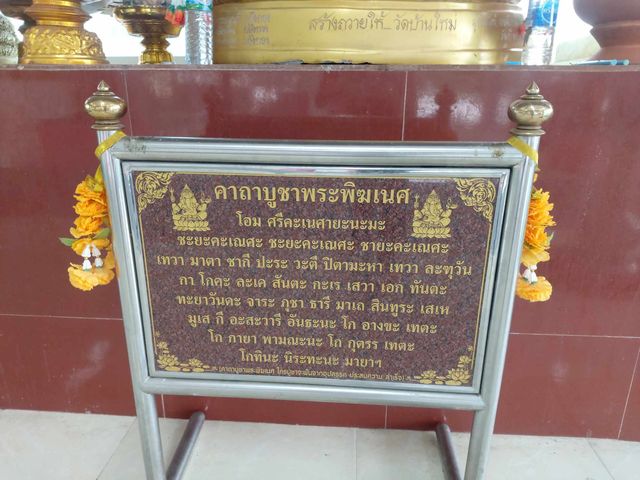 สร้างถวายให้..วัดบ้านใหม่
คาถาบูชาพระพิฆเนศ
โอม ศรีคะเนศายะนะมะ
ชะยะคะเณศะ ชะยะคะเณศะ ชายะคะเณศะ
เทวา มาตา ชากี ปะระ วะตี ปิตามะหา เทวา ละฑุวัน
กา โภคะ ละเค สันตะ กะเร เสวา เอกา ทันตะ
ทะยาวันตะ จาระ ภุชา ธารี มาเถ สินทูระ เสเห
มูเส กี อะสะวารี อันธะนะ โก อางขะ เทตะ
โก กายา พามณะนะ โก กุตรร เทตะ
โกทินะ นิระทะนะ มายาฯ